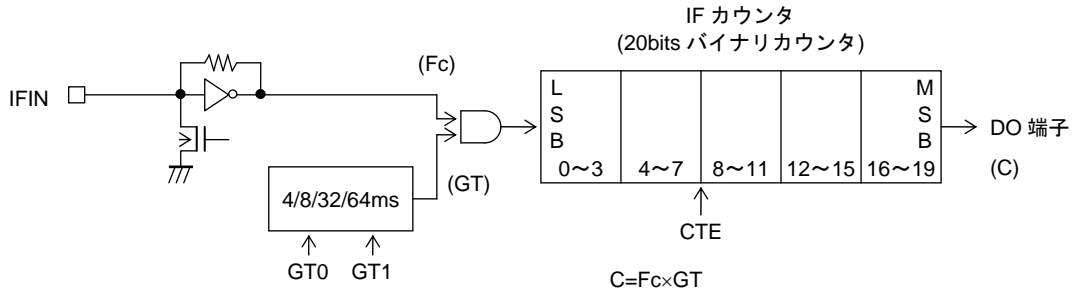 IF カウンタ
(20bits バイナリカウンタ)
(Fc)
IFIN
L
S
B
M
S
B
DO 端子
(C)
0〜3 4〜7 8〜11 12〜15 16〜19
(GT)
4/8/32/64ms
CTE
GT0 GT1
C=Fc×GT